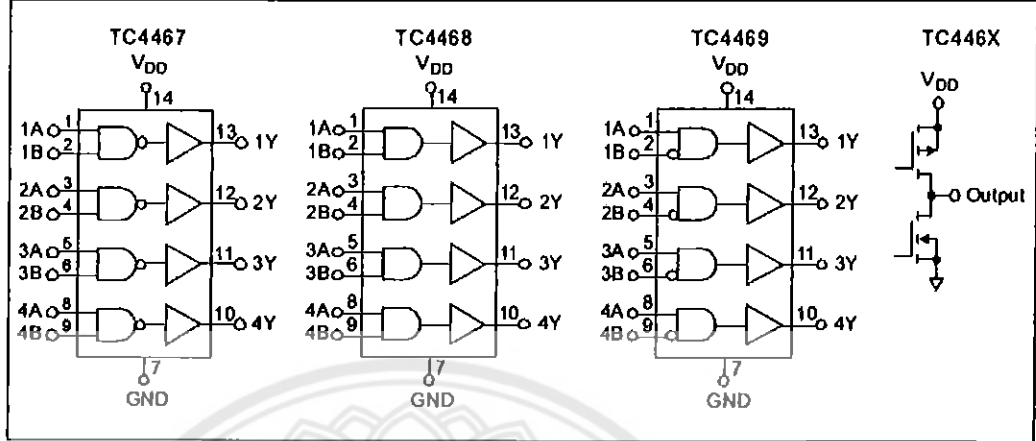 TC4467
VDD
14
1A 1
1B 2
13 1Y
2A 3
2B 4
12 2Y
3A 5
3B 6
11 3Y
4A 8
4B 9
10 4Y
7
GND
TC4468
VDD
14
1A 1
1B 2
13 1Y
2A 3
2B 4
12 2Y
3A 5
3B 6
11 3Y
4A 8
4B 9
10 4Y
7
GND
TC4469
VDD
14
1A 1
1B 2
13 1Y
2A 3
2B 4
12 2Y
3A 5
3B 6
11 3Y
4A 8
4B 9
10 4Y
7
GND
TC446X
VDD
Output